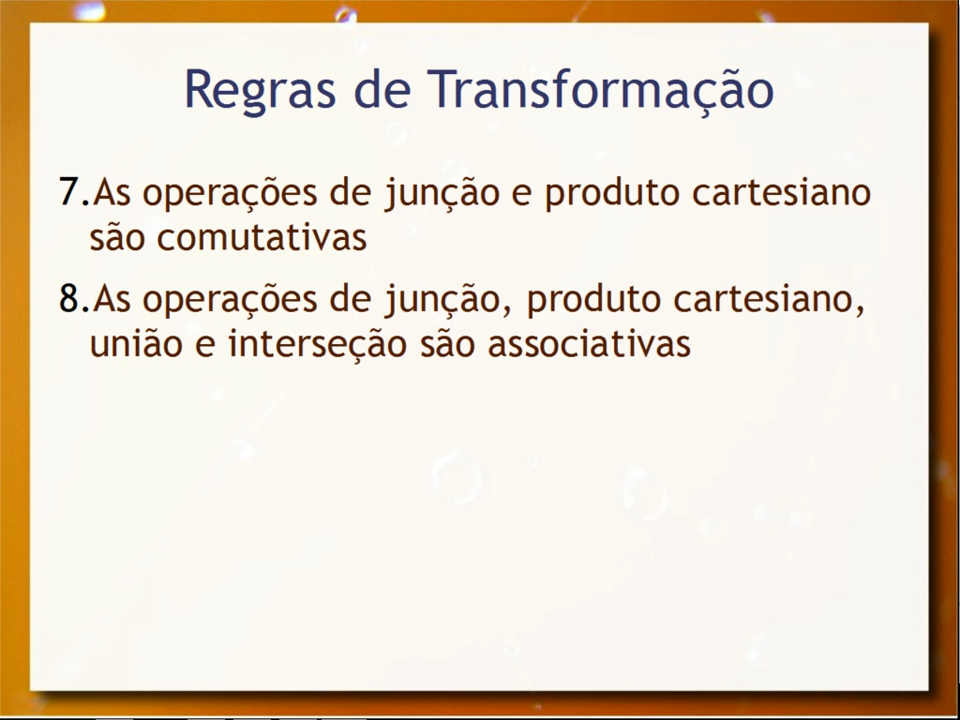 Regras de Transformação
7.As operações de junção e produto cartesiano
são comutativas
8.As operações de junção, produto cartesiano,
união e interseção são associativas